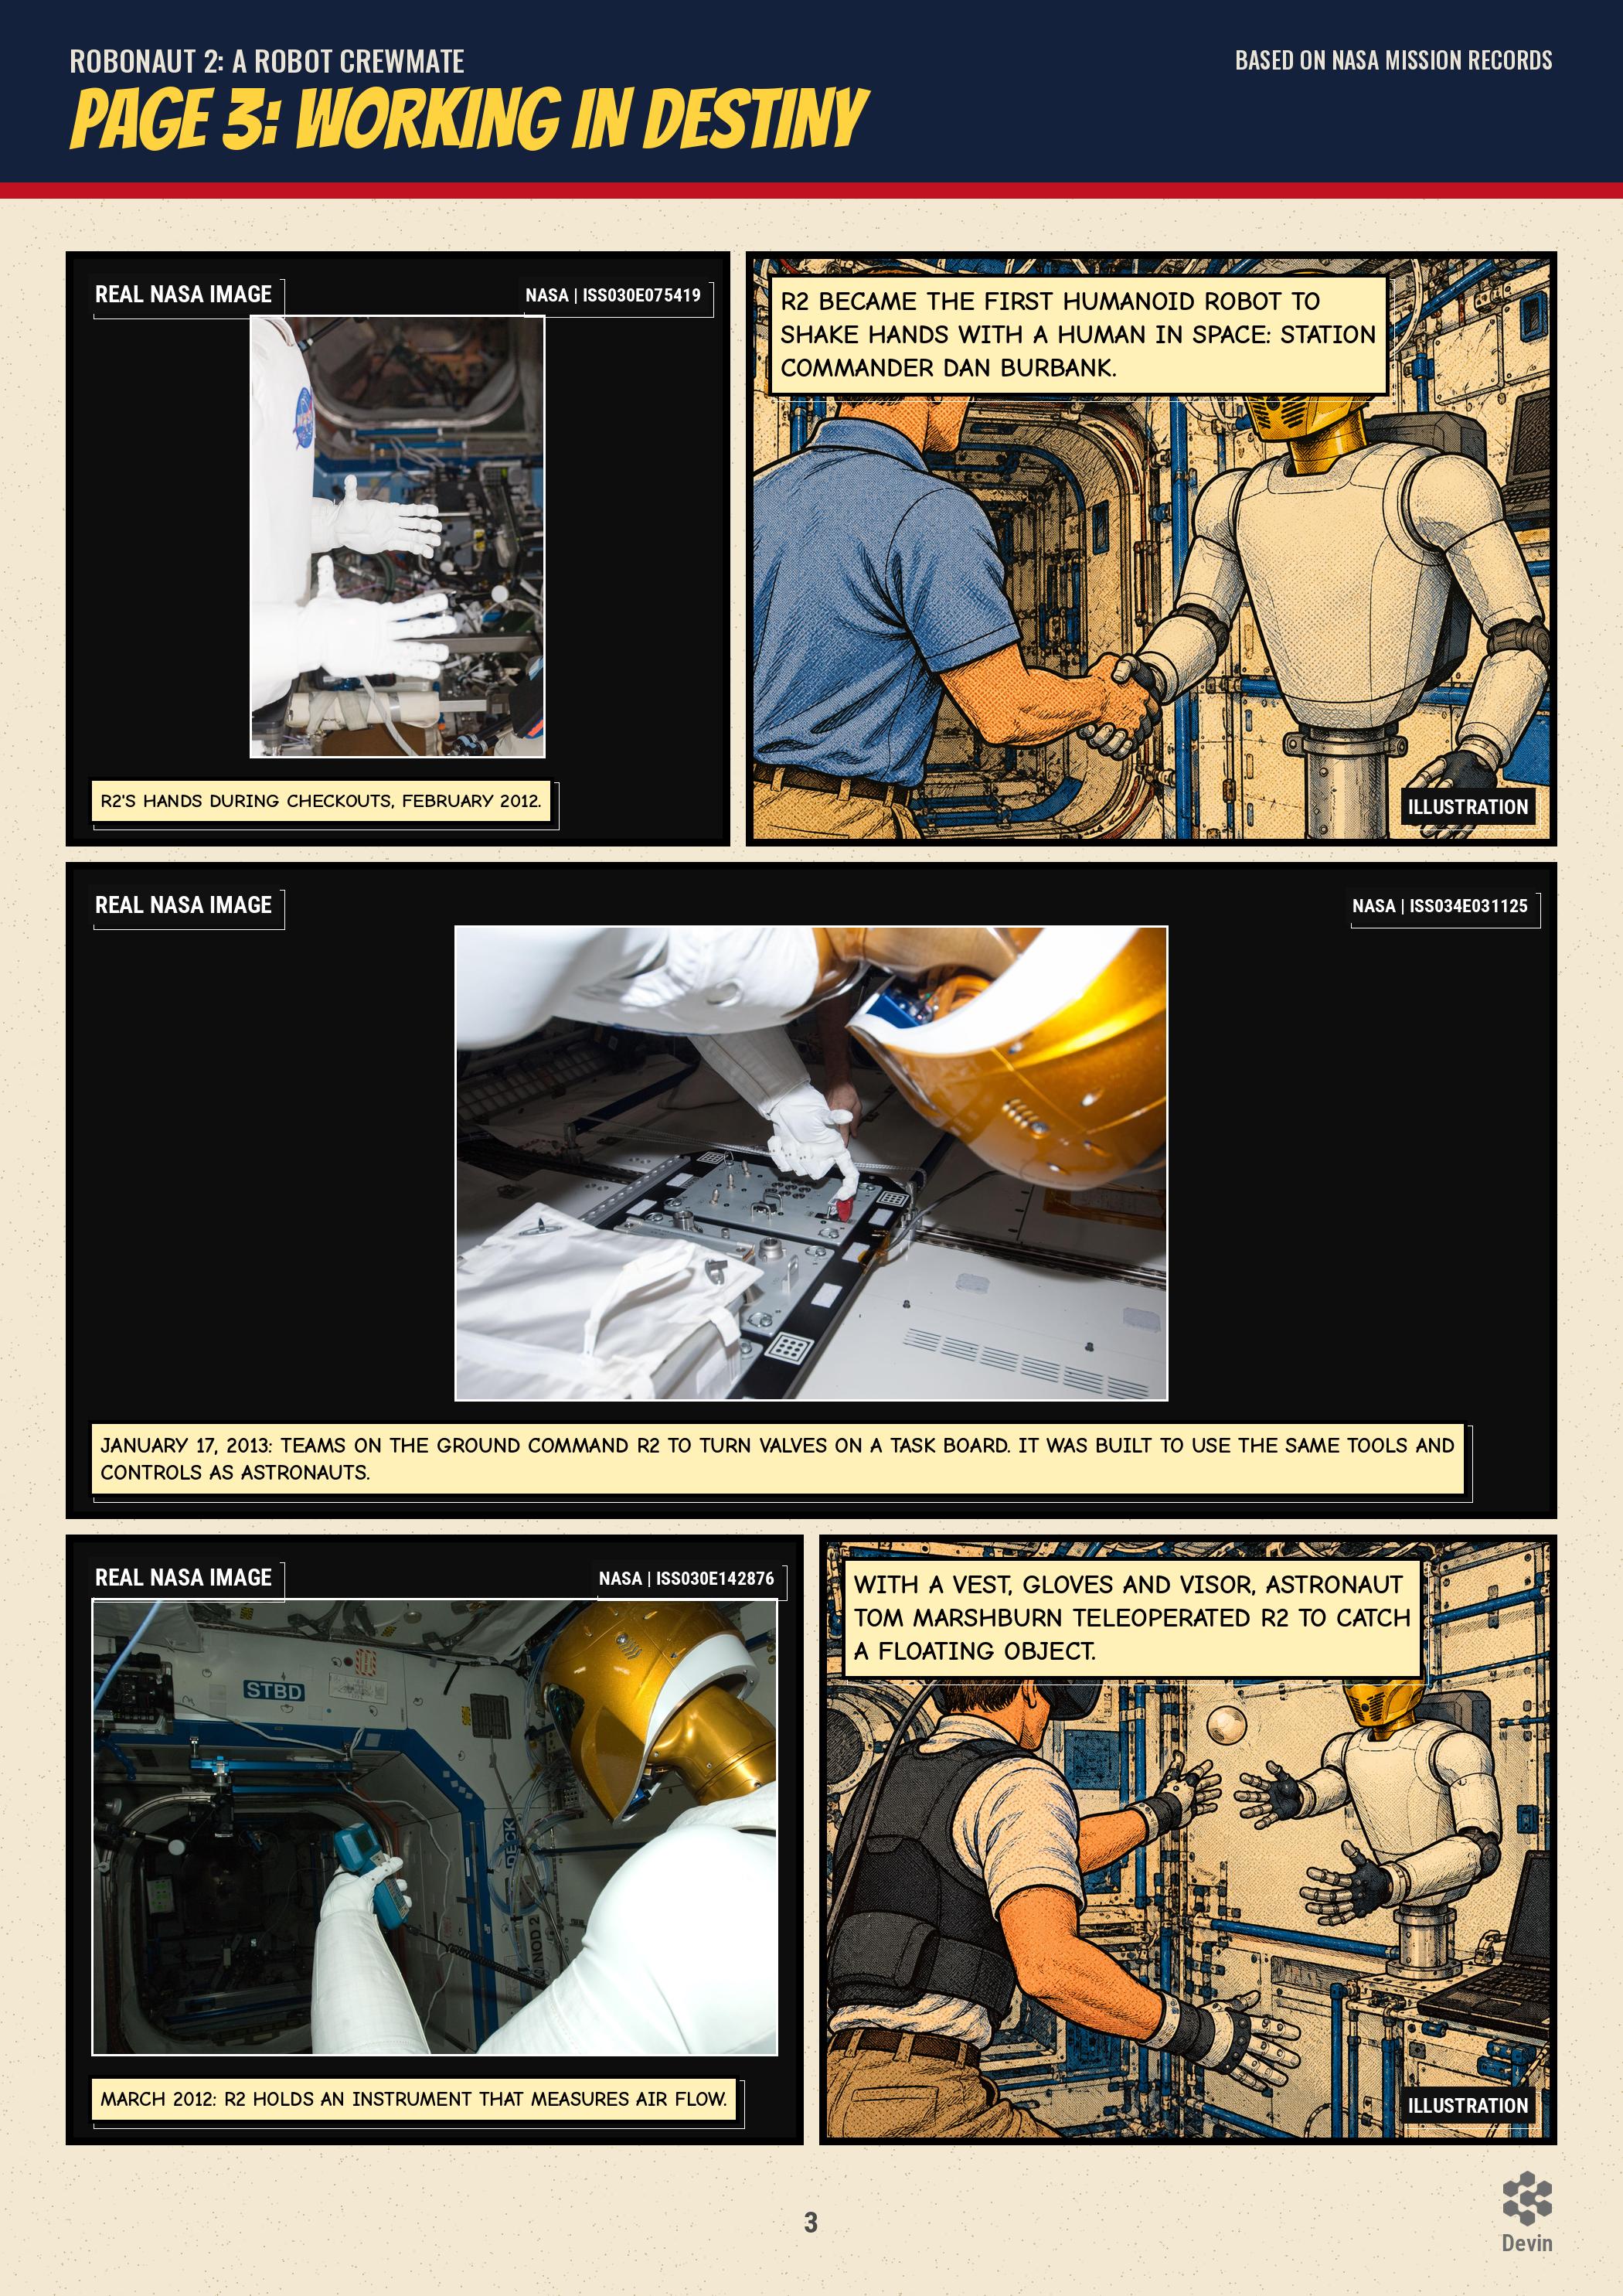 ROBONAUT 2: A ROBOT CREWMATE
BASED ON NASA MISSION RECORDS
PAGE 3: WORKING IN DESTINY
REAL NASA IMAGE
NASA | ISS030E075419
R2'S HANDS DURING CHECKOUTS, FEBRUARY 2012.
R2 BECAME THE FIRST HUMANOID ROBOT TO
SHAKE HANDS WITH A HUMAN IN SPACE: STATION
COMMANDER DAN BURBANK.
ILLUSTRATION
REAL NASA IMAGE
NASA | ISS034E031125
JANUARY 17, 2013: TEAMS ON THE GROUND COMMAND R2 TO TURN VALVES ON A TASK BOARD. IT WAS BUILT TO USE THE SAME TOOLS AND
CONTROLS AS ASTRONAUTS.
REAL NASA IMAGE
NASA | ISS030E142876
STBD
DECK
NOD 2
MARCH 2012: R2 HOLDS AN INSTRUMENT THAT MEASURES AIR FLOW.
WITH A VEST, GLOVES AND VISOR, ASTRONAUT
TOM MARSHBURN TELEOPERATED R2 TO CATCH
A FLOATING OBJECT.
ILLUSTRATION
3
Devin